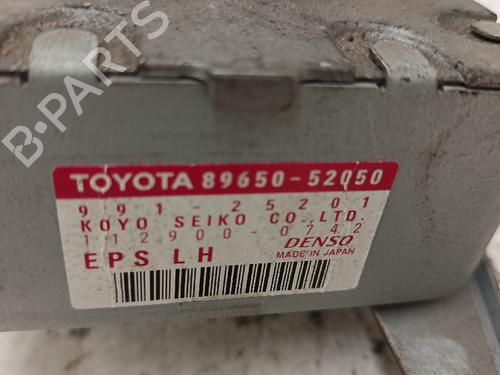 B-PARTS
TOYOTA 89650-52050
991-25201
KOYO SEIKO CO.,LTD.
112900-0742
DENSO
EPS LH
MADE IN JAPAN